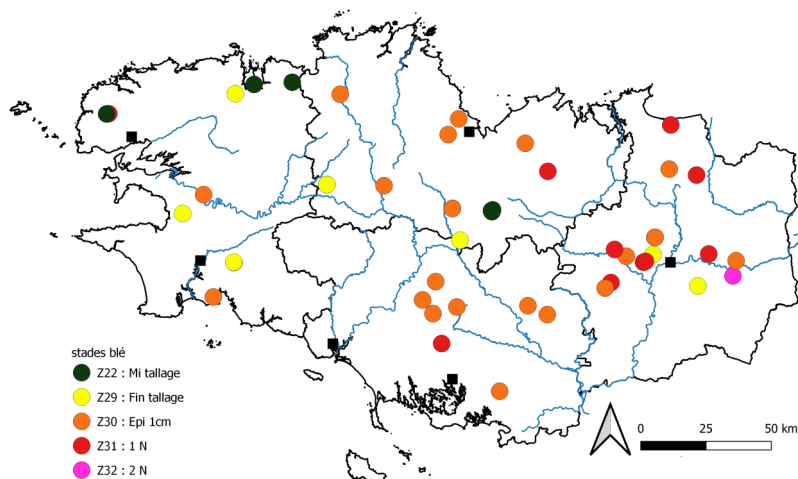 stades blé
Z22 : Mi tallage
Z29 : Fin tallage
Z30 : Epi 1cm
Z31 : 1 N
Z32 : 2 N
0 25 50 km